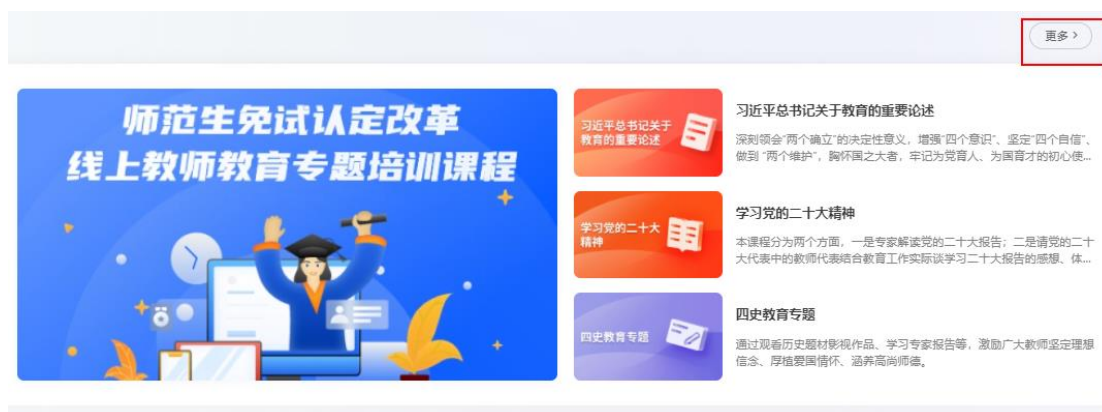 更多 >
师范生免试认定改革
线上教师教育专题培训课程
习近平总书记关于
教育的重要论述
习近平总书记关于教育的重要论述
深刻领会“两个确立”的决定性意义，增强“四个意识”、坚定“四个自信”、
做到 “两个维护”，胸怀国之大者，牢记为党育人、为国育才的初心使...
学习党的二十大
精神
学习党的二十大精神
本课程分为两个方面，一是专家解读党的二十大报告；二是请党的二十
大代表中的教师代表结合教育工作实际谈学习二十大报告的感想、体...
四史教育专题
四史教育专题
通过观看历史题材影视作品、学习专家报告等，激励广大教师坚定理想
信念、厚植爱国情怀、涵养高尚师德。